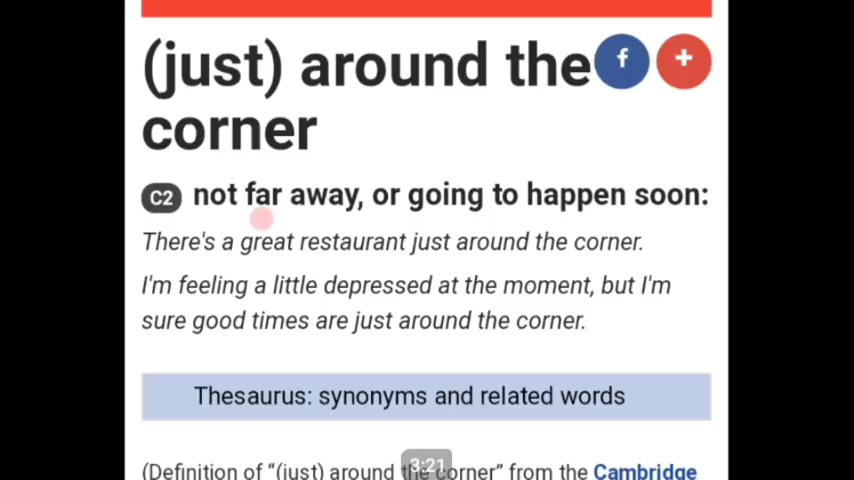 (just) around the
f +
corner
C2 not far away, or going to happen soon:
There's a great restaurant just around the corner.
I'm feeling a little depressed at the moment, but I'm
sure good times are just around the corner.
Thesaurus: synonyms and related words
3:21
(Definition of “(just) around the corner” from the Cambridge